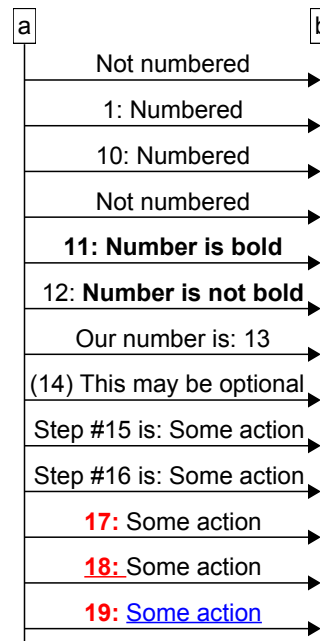 a
b
Not numbered
1: Numbered
10: Numbered
Not numbered
11: Number is bold
12: Number is not bold
Our number is: 13
(14) This may be optional
Step #15 is: Some action
Step #16 is: Some action
17: Some action
18: Some action
19: Some action